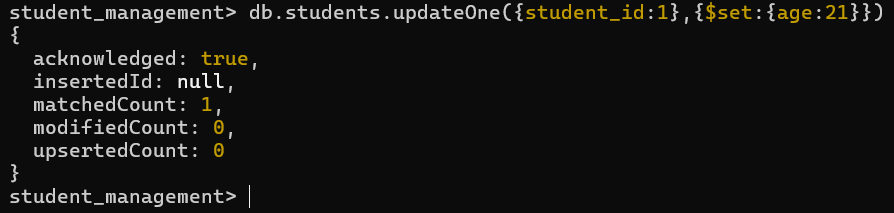 student_management> db.students.updateOne({student_id:1},{$set:{age:21}})
{
  acknowledged: true,
  insertedId: null,
  matchedCount: 1,
  modifiedCount: 0,
  upsertedCount: 0
}
student_management>